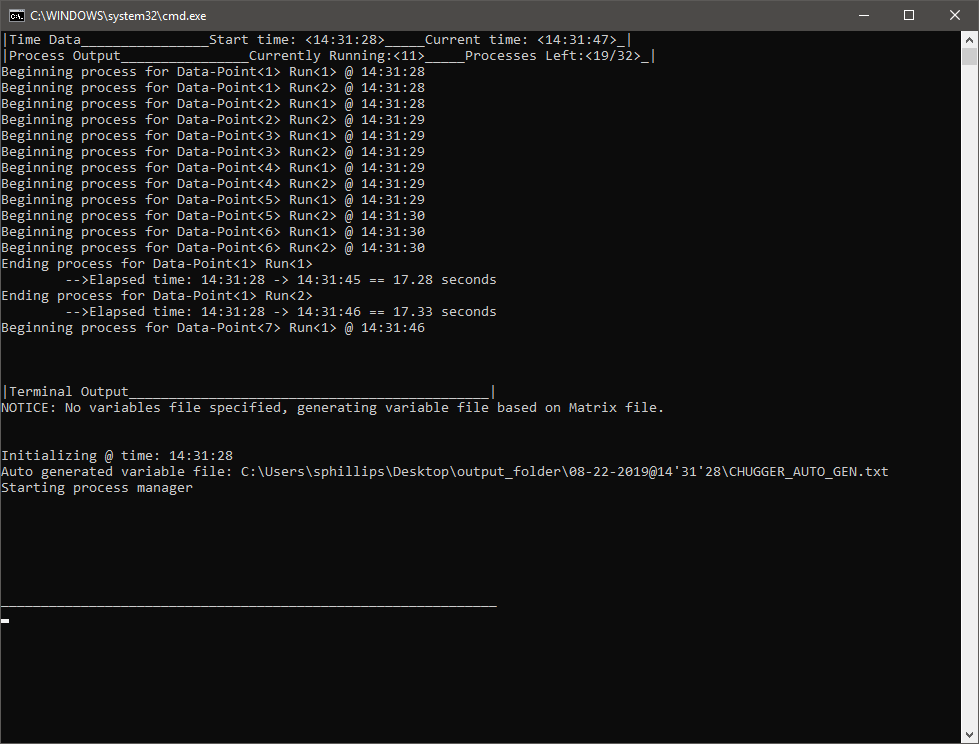 C:\WINDOWS\system32\cmd.exe
|Time Data________________Start time: <14:31:28>_____Current time: <14:31:47>_|
|Process Output________________Currently Running:<11>_____Processes Left:<19/32>_|
Beginning process for Data-Point<1> Run<1> @ 14:31:28
Beginning process for Data-Point<1> Run<2> @ 14:31:28
Beginning process for Data-Point<2> Run<1> @ 14:31:28
Beginning process for Data-Point<2> Run<2> @ 14:31:29
Beginning process for Data-Point<3> Run<1> @ 14:31:29
Beginning process for Data-Point<3> Run<2> @ 14:31:29
Beginning process for Data-Point<4> Run<1> @ 14:31:29
Beginning process for Data-Point<4> Run<2> @ 14:31:29
Beginning process for Data-Point<5> Run<1> @ 14:31:29
Beginning process for Data-Point<5> Run<2> @ 14:31:30
Beginning process for Data-Point<6> Run<1> @ 14:31:30
Beginning process for Data-Point<6> Run<2> @ 14:31:30
Ending process for Data-Point<1> Run<1>
        -->Elapsed time: 14:31:28 -> 14:31:45 == 17.28 seconds
Ending process for Data-Point<1> Run<2>
        -->Elapsed time: 14:31:28 -> 14:31:46 == 17.33 seconds
Beginning process for Data-Point<7> Run<1> @ 14:31:46
|Terminal Output_____________________________________________|
NOTICE: No variables file specified, generating variable file based on Matrix file.
Initializing @ time: 14:31:28
Auto generated variable file: C:\Users\sphillips\Desktop\output_folder\08-22-2019@14'31'28\CHUGGER_AUTO_GEN.txt
Starting process manager
______________________________________________________________